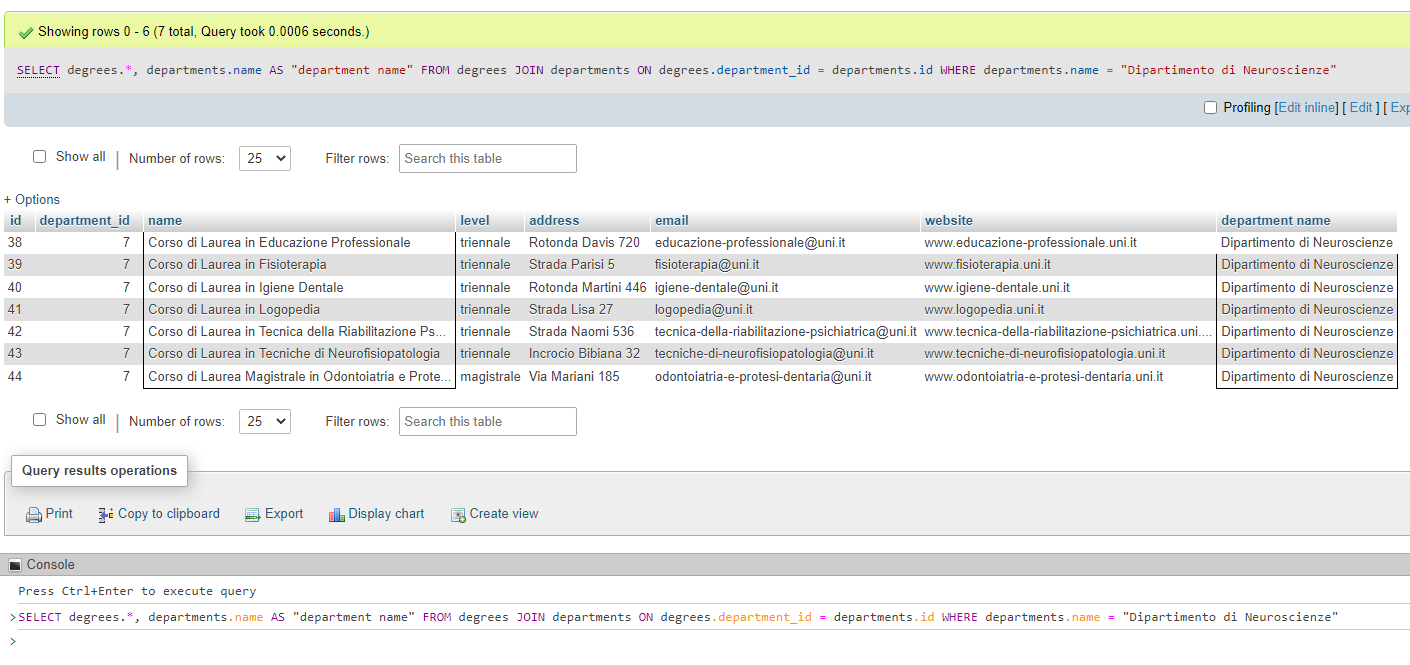 Showing rows 0 - 6 (7 total, Query took 0.0006 seconds.)
SELECT degrees.*, departments.name AS "department name" FROM degrees JOIN departments ON degrees.department_id = departments.id WHERE departments.name = "Dipartimento di Neuroscienze"
Profiling [Edit inline] [ Edit ] [ Exp
Show all | Number of rows: 25 Filter rows: Search this table
+ Options
id department_id name level address email website department name
38 7 Corso di Laurea in Educazione Professionale triennale Rotonda Davis 720 educazione-professionale@uni.it www.educazione-professionale.uni.it Dipartimento di Neuroscienze
39 7 Corso di Laurea in Fisioterapia triennale Strada Parisi 5 fisioterapia@uni.it www.fisioterapia.uni.it Dipartimento di Neuroscienze
40 7 Corso di Laurea in Igiene Dentale triennale Rotonda Martini 446 igiene-dentale@uni.it www.igiene-dentale.uni.it Dipartimento di Neuroscienze
41 7 Corso di Laurea in Logopedia triennale Strada Lisa 27 logopedia@uni.it www.logopedia.uni.it Dipartimento di Neuroscienze
42 7 Corso di Laurea in Tecnica della Riabilitazione Ps... triennale Strada Naomi 536 tecnica-della-riabilitazione-psichiatrica@uni.it www.tecnica-della-riabilitazione-psichiatrica.uni.... Dipartimento di Neuroscienze
43 7 Corso di Laurea in Tecniche di Neurofisiopatologia triennale Incrocio Bibiana 32 tecniche-di-neurofisiopatologia@uni.it www.tecniche-di-neurofisiopatologia.uni.it Dipartimento di Neuroscienze
44 7 Corso di Laurea Magistrale in Odontoiatria e Prote... magistrale Via Mariani 185 odontoiatria-e-protesi-dentaria@uni.it www.odontoiatria-e-protesi-dentaria.uni.it Dipartimento di Neuroscienze
Show all | Number of rows: 25 Filter rows: Search this table
Query results operations
Print Copy to clipboard Export Display chart Create view
Console
Press Ctrl+Enter to execute query
>SELECT degrees.*, departments.name AS "department name" FROM degrees JOIN departments ON degrees.department_id = departments.id WHERE departments.name = "Dipartimento di Neuroscienze"
>